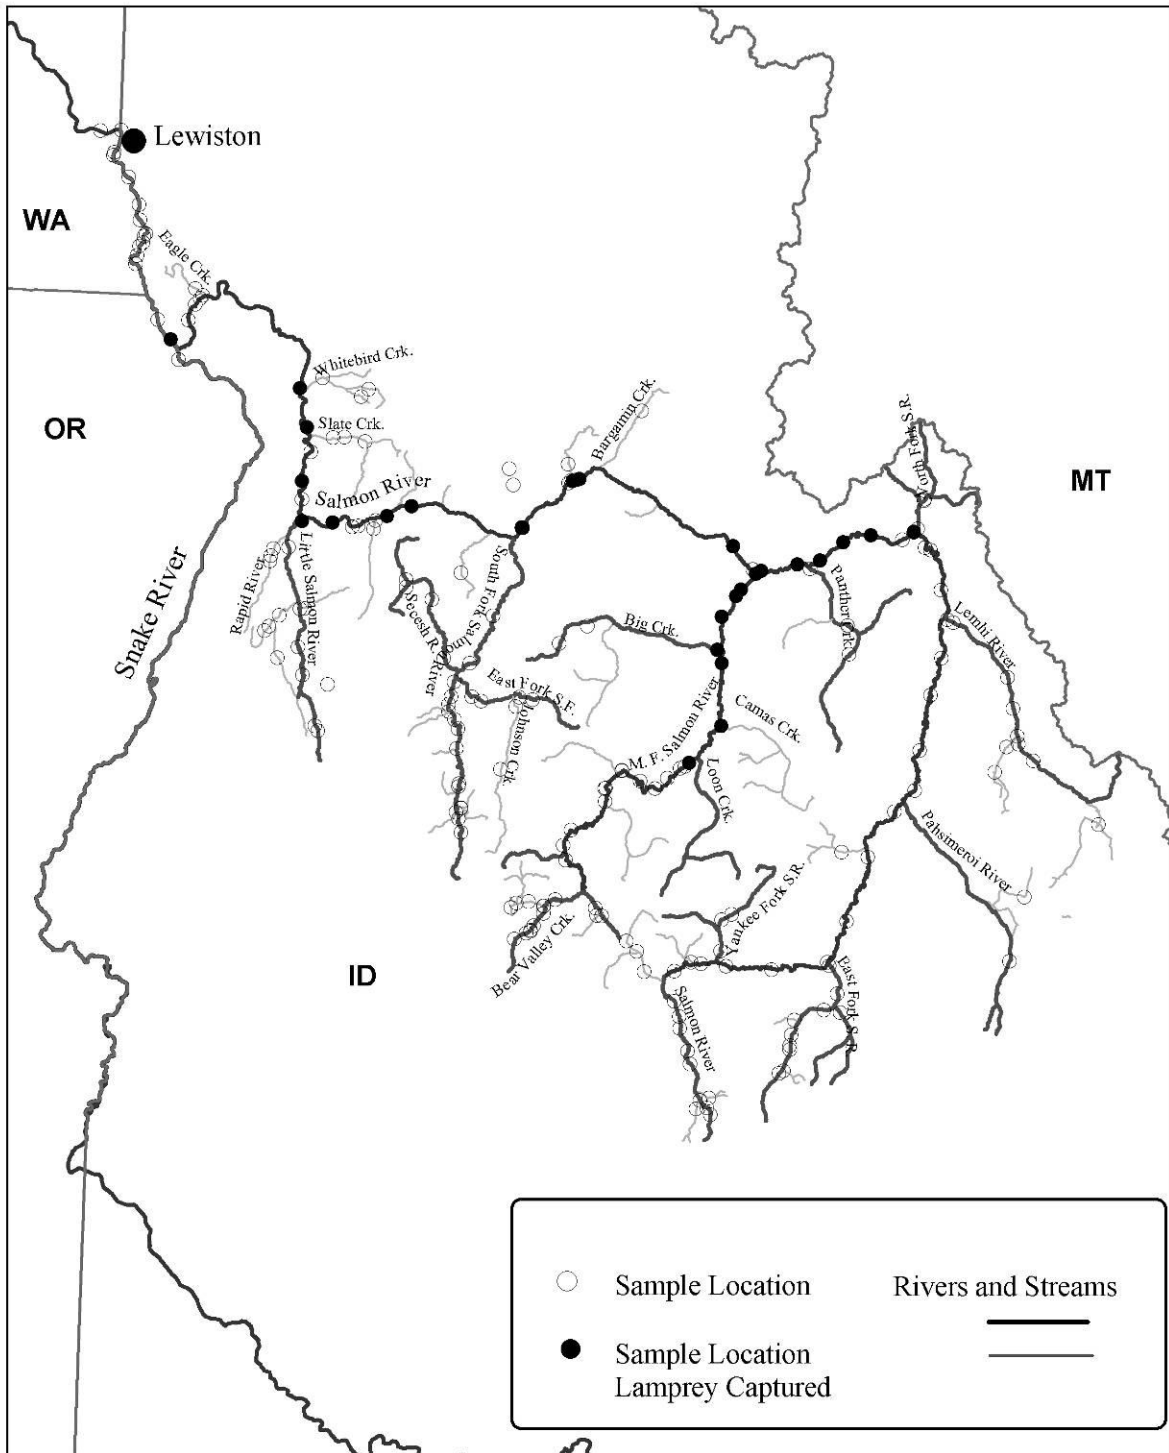 Lewiston
WA
Eagle Crk.
Whitebird Crk.
OR
Slate Crk.
Bargamin Crk.
North Fork S.R.
MT
Salmon River
Snake River
Rapid River
Little Salmon River
Secesh R.
South Fork Salmon River
Big Crk.
Panther Crk.
Lemhi River
East Fork S.F.
Johnson Crk.
M. F. Salmon River
Camas Crk.
Loon Crk.
Pahsimeroi River
Yankee Fork S.R.
Bear Valley Crk.
ID
Salmon River
East Fork S.R.
Sample Location
Rivers and Streams
Sample Location
Lamprey Captured